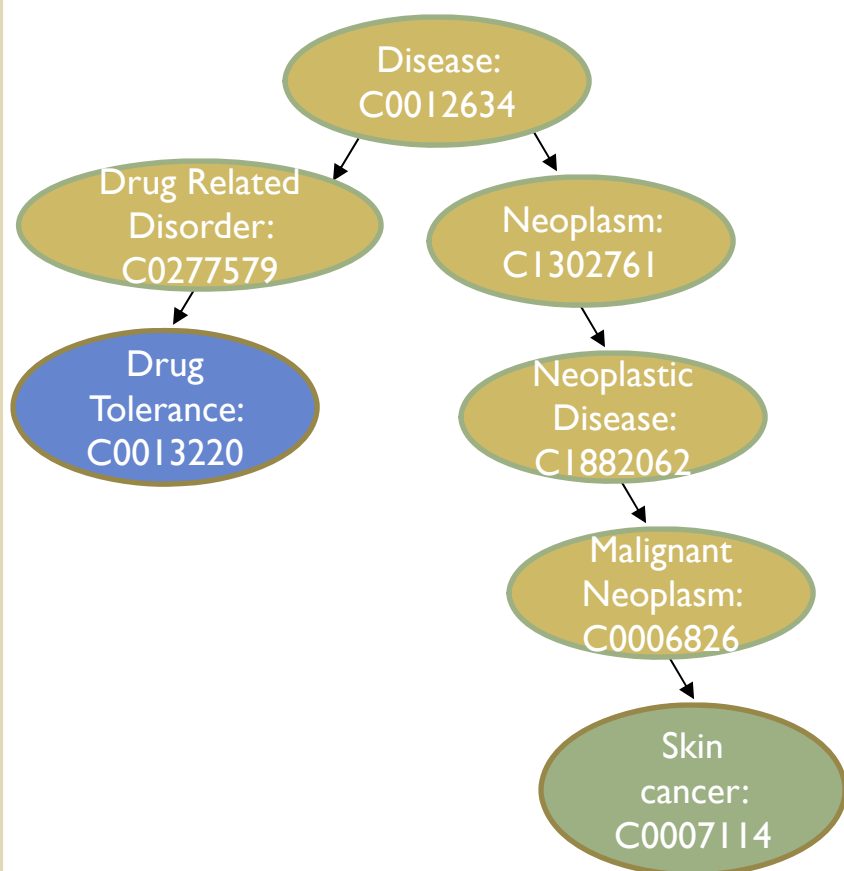 Disease:
C0012634
Drug Related
Disorder:
C0277579
Neoplasm:
C1302761
Drug
Tolerance:
C0013220
Neoplastic
Disease:
C1882062
Malignant
Neoplasm:
C0006826
Skin
cancer:
C0007114